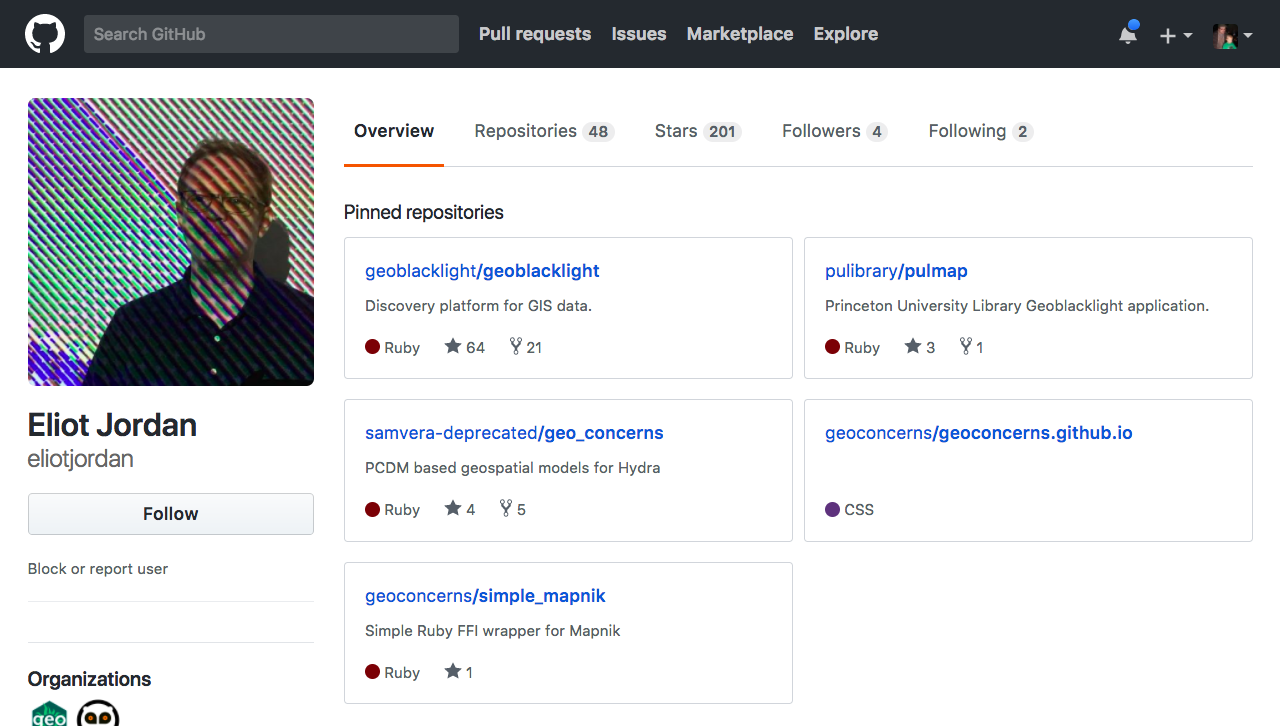 Search GitHub
Pull requests Issues Marketplace Explore
Overview Repositories 48 Stars 201 Followers 4 Following 2
Pinned repositories
geoblacklight/geoblacklight
Discovery platform for GIS data.
Ruby 64 21
pulibrary/pulmap
Princeton University Library Geoblacklight application.
Ruby 3 1
samvera-deprecated/geo_concerns
PCDM based geospatial models for Hydra
Ruby 4 5
geoconcerns/geoconcerns.github.io
CSS
geoconcerns/simple_mapnik
Simple Ruby FFI wrapper for Mapnik
Ruby 1
Eliot Jordan
eliotjordan
Follow
Block or report user
Organizations
geo